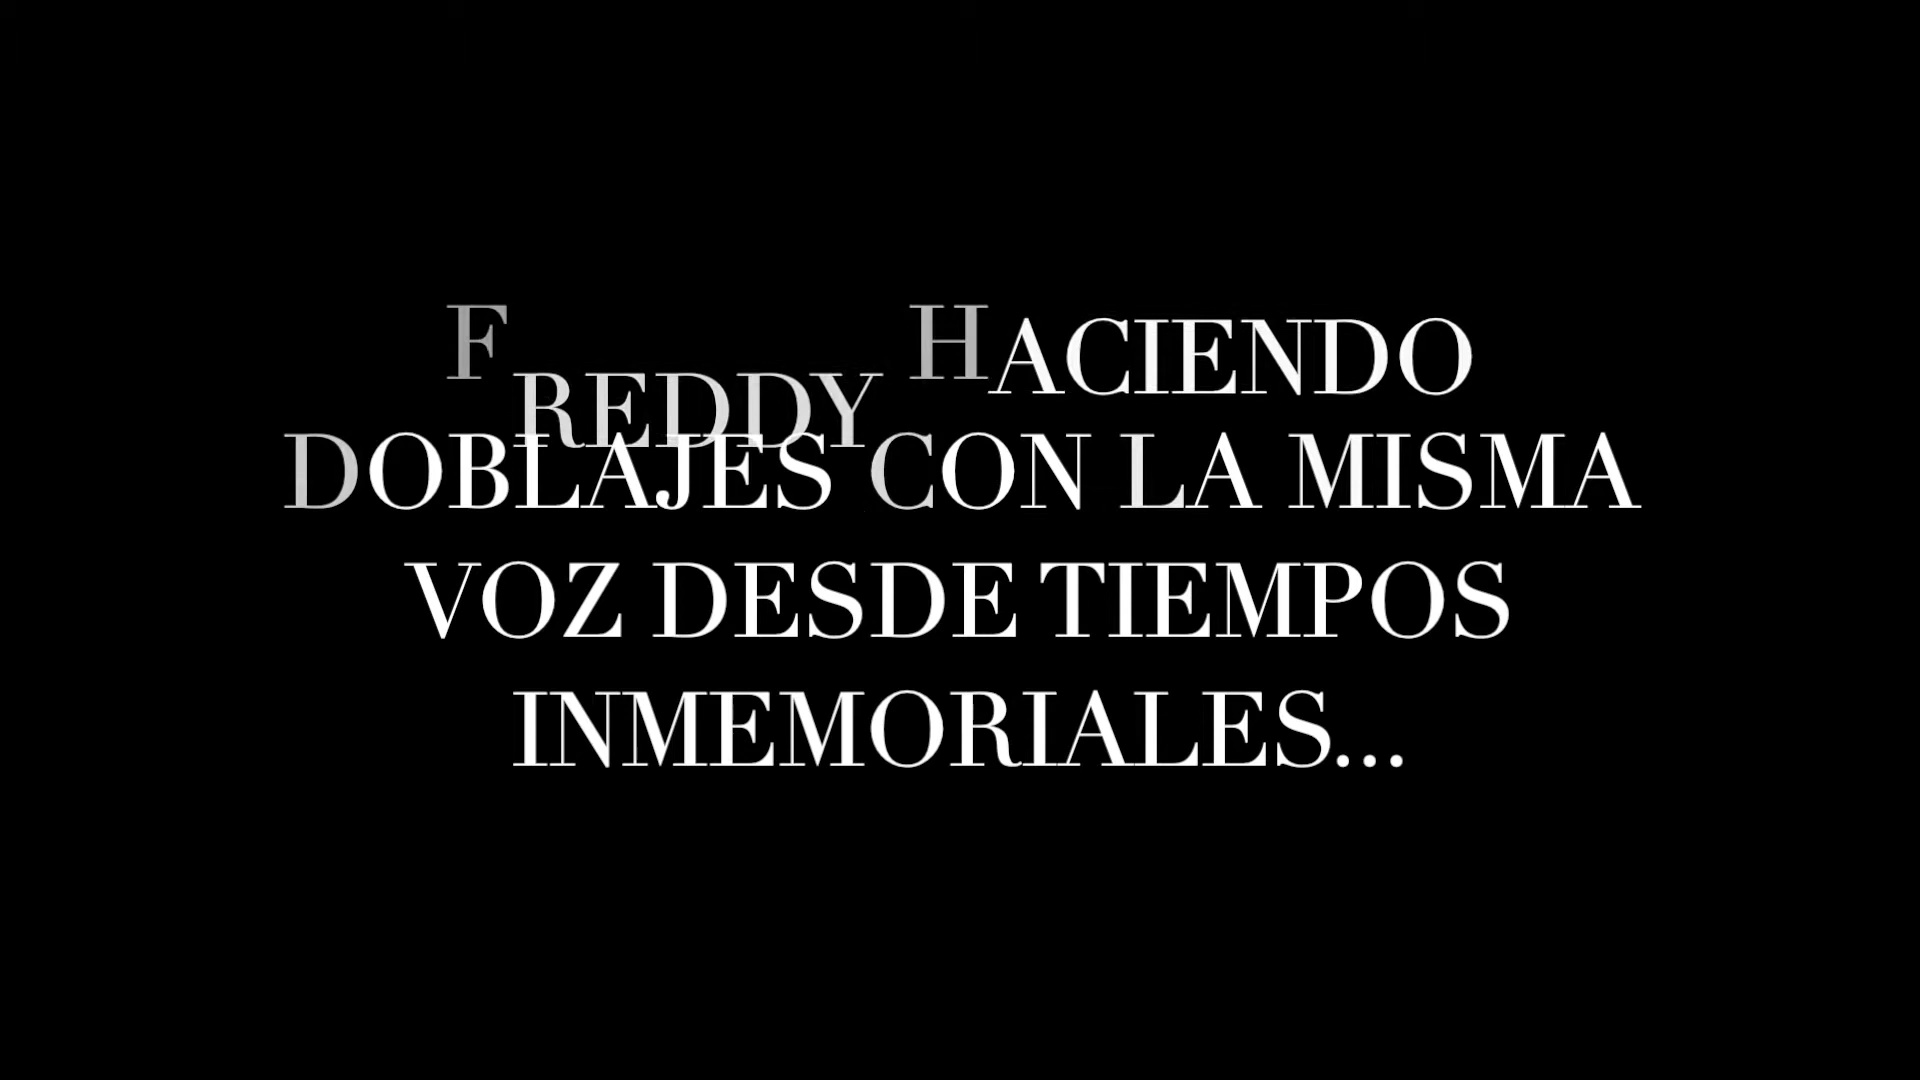 FREDDY HACIENDO
DOBLAJES CON LA MISMA
VOZ DESDE TIEMPOS
INMEMORIALES...